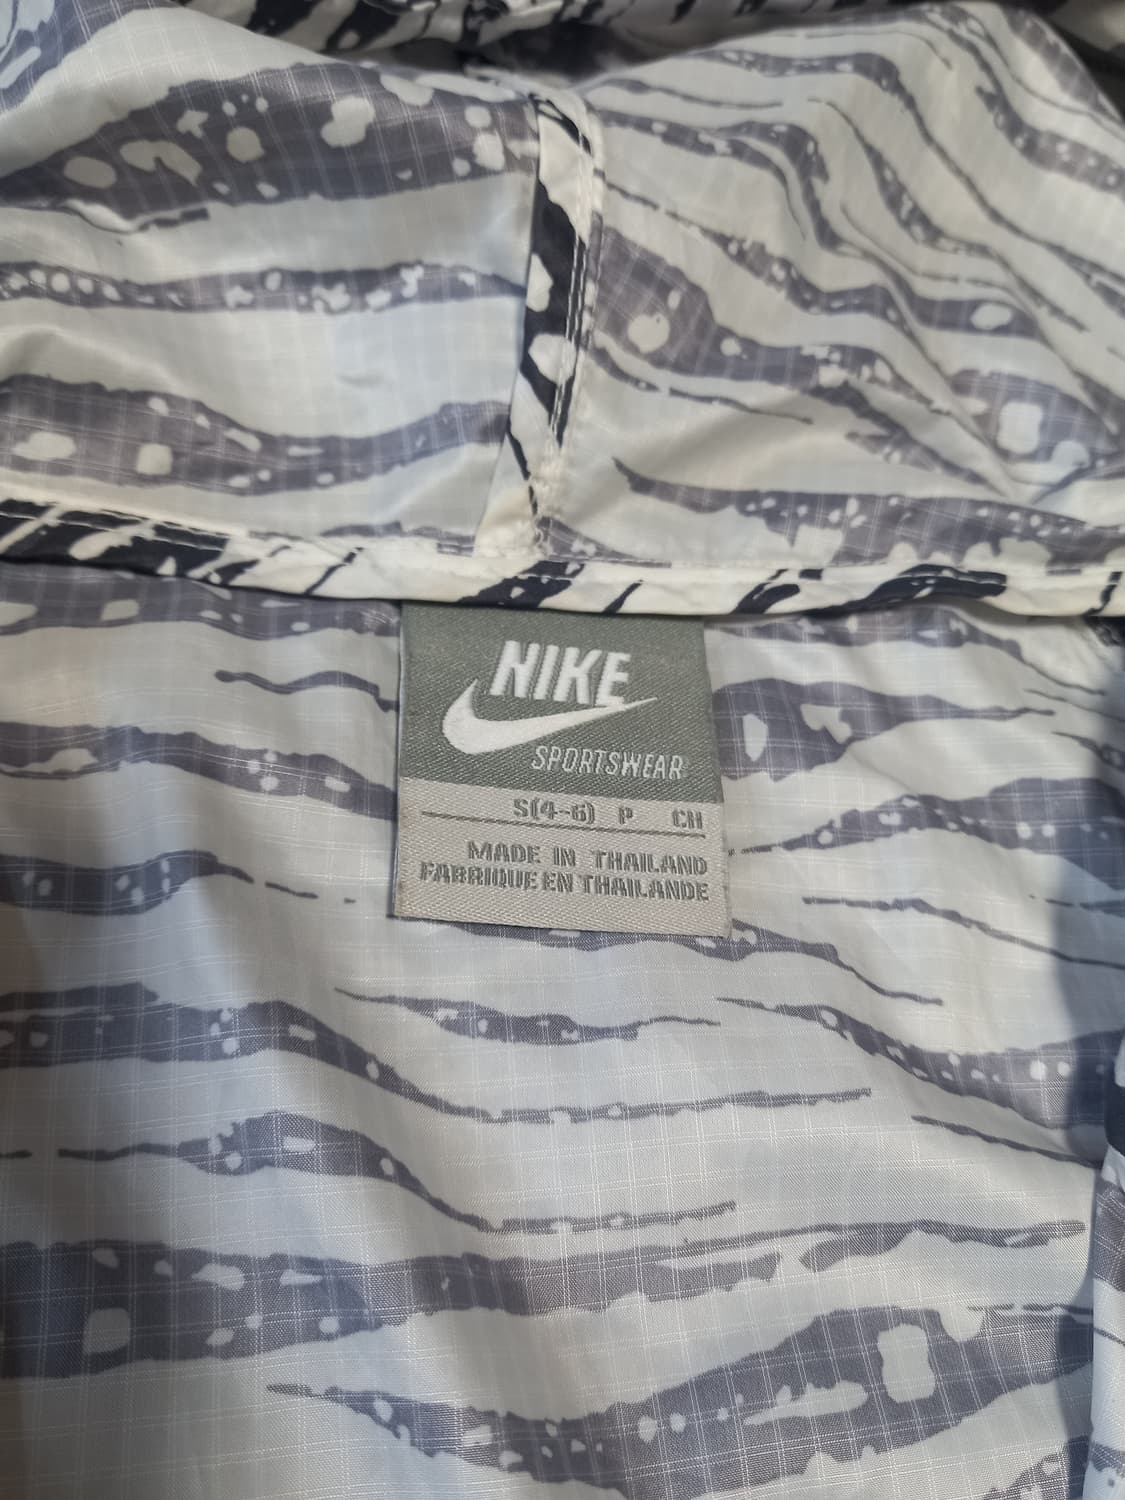 NIKE
SPORTSWEAR
S(4-6) P CH
MADE IN THAILAND
FABRIQUE EN THAILANDE